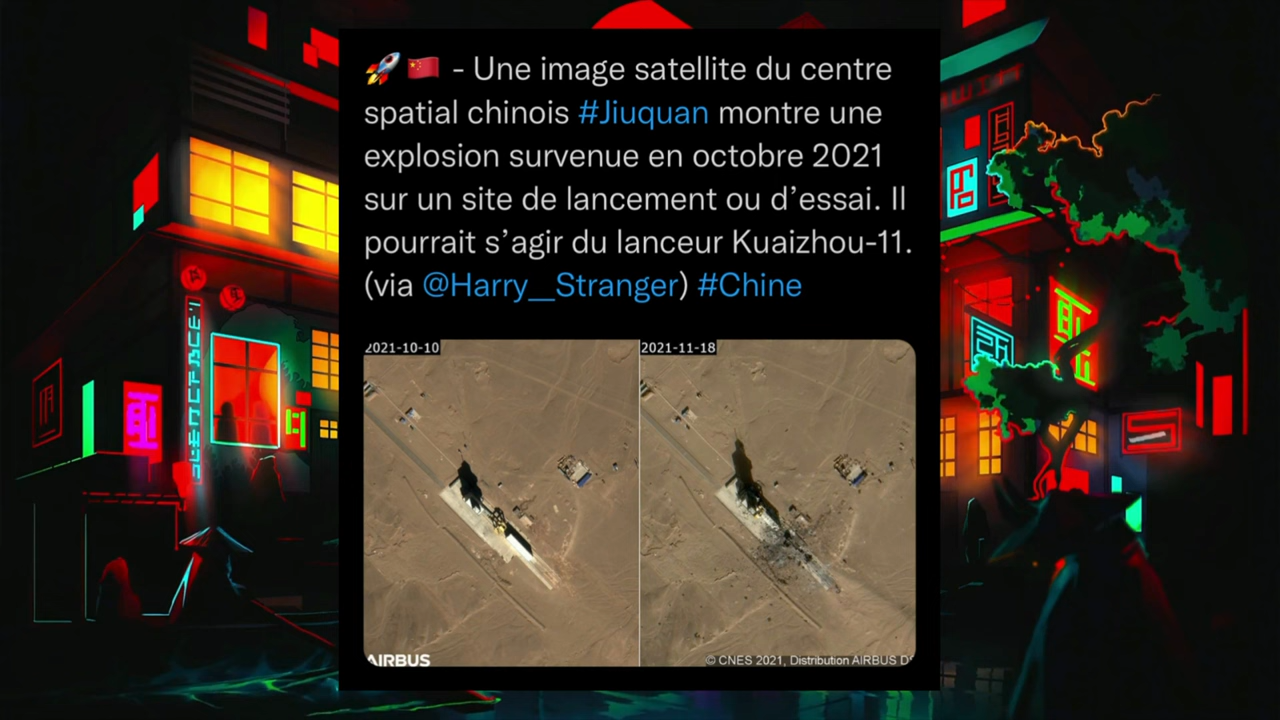 🚀🇨🇳 - Une image satellite du centre
spatial chinois #Jiuquan montre une
explosion survenue en octobre 2021
sur un site de lancement ou d’essai. Il
pourrait s’agir du lanceur Kuaizhou-11.
(via @Harry__Stranger) #Chine
2021-10-10
2021-11-18
AIRBUS
© CNES 2021, Distribution AIRBUS DS